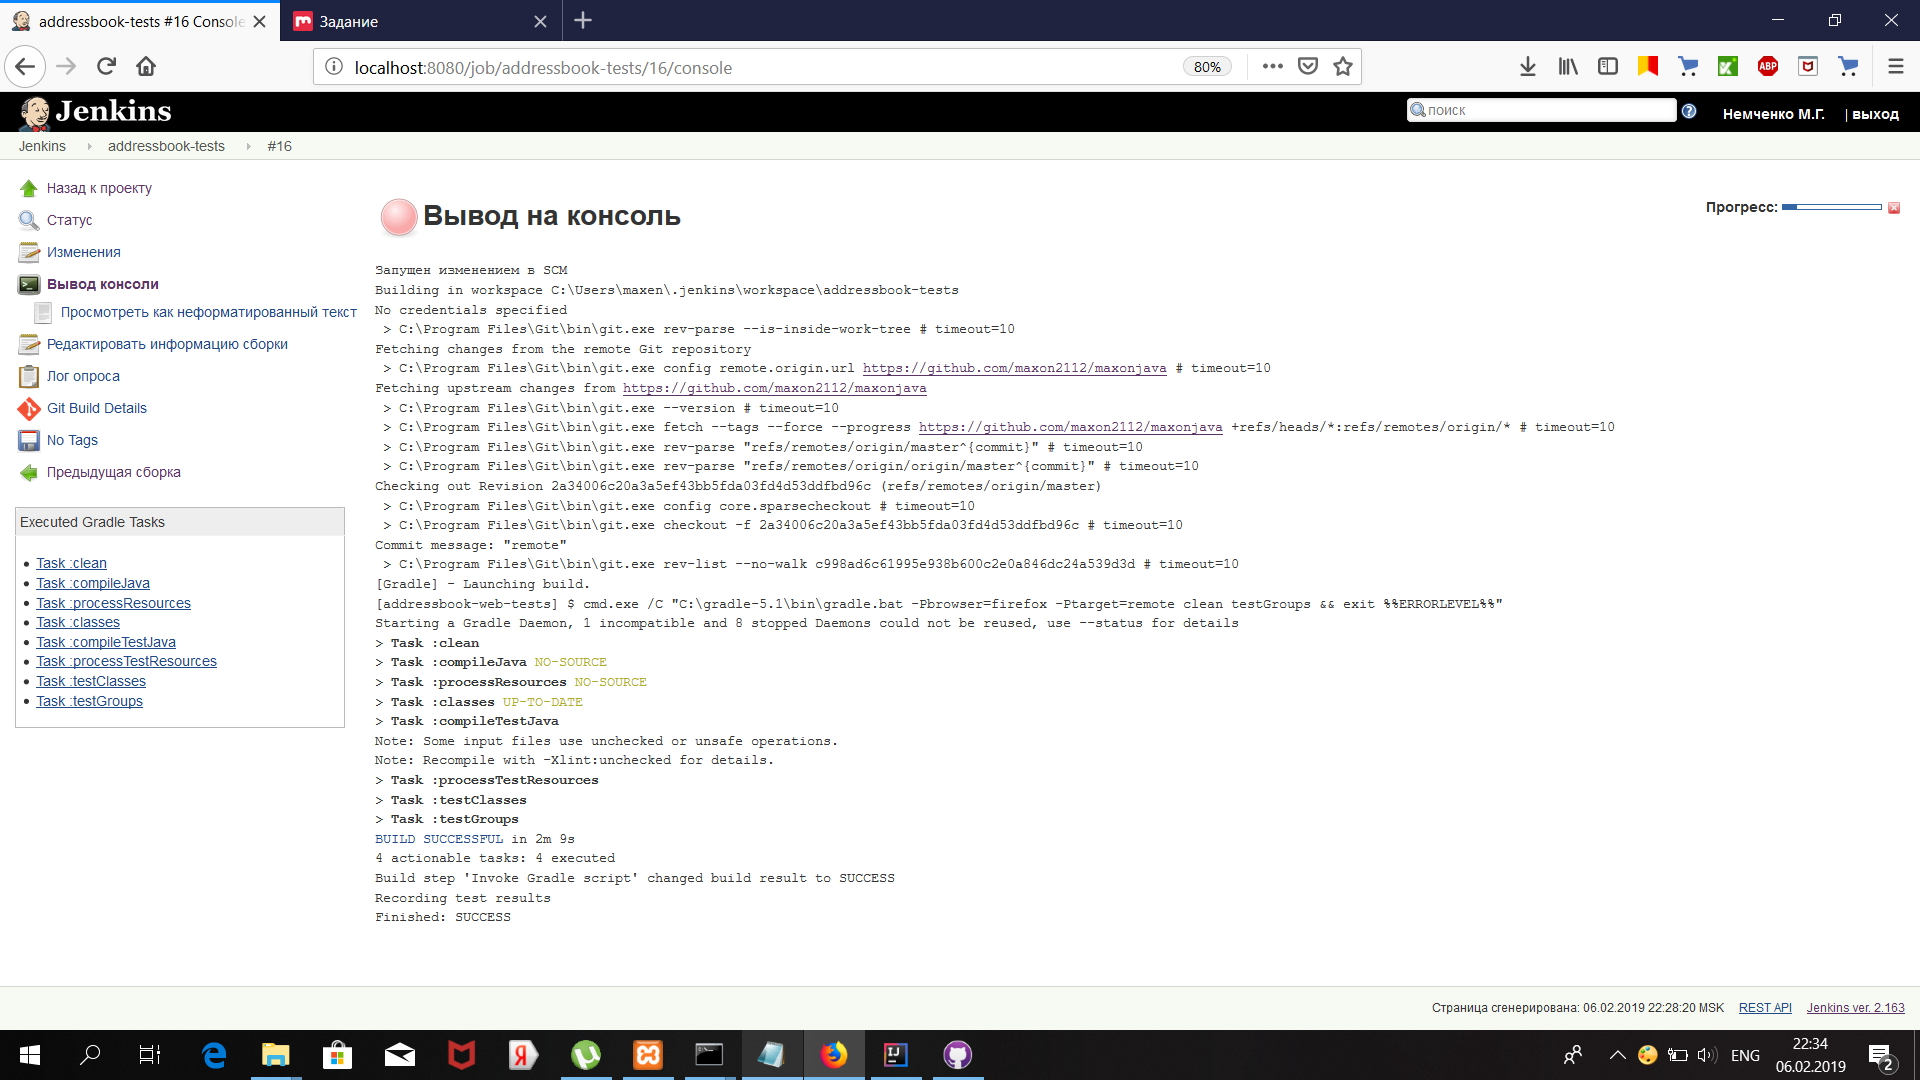 addressbook-tests #16 Console
Задание
localhost:8080/job/addressbook-tests/16/console
80%
ABP
Jenkins
поиск
Немченко М.Г.
| выход
Jenkins
addressbook-tests
#16
Назад к проекту
Статус
Изменения
Вывод консоли
Просмотреть как неформатированный текст
Редактировать информацию сборки
Лог опроса
Git Build Details
No Tags
Предыдущая сборка
Executed Gradle Tasks
Task :clean
Task :compileJava
Task :processResources
Task :classes
Task :compileTestJava
Task :processTestResources
Task :testClasses
Task :testGroups
Вывод на консоль
Прогресс:
Запущен изменением в SCM
Building in workspace C:\Users\maxen\.jenkins\workspace\addressbook-tests
No credentials specified
> C:\Program Files\Git\bin\git.exe rev-parse --is-inside-work-tree # timeout=10
Fetching changes from the remote Git repository
> C:\Program Files\Git\bin\git.exe config remote.origin.url https://github.com/maxon2112/maxonjava # timeout=10
Fetching upstream changes from https://github.com/maxon2112/maxonjava
> C:\Program Files\Git\bin\git.exe --version # timeout=10
> C:\Program Files\Git\bin\git.exe fetch --tags --force --progress https://github.com/maxon2112/maxonjava +refs/heads/*:refs/remotes/origin/* # timeout=10
> C:\Program Files\Git\bin\git.exe rev-parse "refs/remotes/origin/master^{commit}" # timeout=10
> C:\Program Files\Git\bin\git.exe rev-parse "refs/remotes/origin/origin/master^{commit}" # timeout=10
Checking out Revision 2a34006c20a3a5ef43bb5fda03fd4d53ddfbd96c (refs/remotes/origin/master)
> C:\Program Files\Git\bin\git.exe config core.sparsecheckout # timeout=10
> C:\Program Files\Git\bin\git.exe checkout -f 2a34006c20a3a5ef43bb5fda03fd4d53ddfbd96c # timeout=10
Commit message: "remote"
> C:\Program Files\Git\bin\git.exe rev-list --no-walk c998ad6c61995e938b600c2e0a846dc24a539d3d # timeout=10
[Gradle] - Launching build.
[addressbook-web-tests] $ cmd.exe /C "C:\gradle-5.1\bin\gradle.bat -Pbrowser=firefox -Ptarget=remote clean testGroups && exit %%ERRORLEVEL%%"
Starting a Gradle Daemon, 1 incompatible and 8 stopped Daemons could not be reused, use --status for details
> Task :clean
> Task :compileJava NO-SOURCE
> Task :processResources NO-SOURCE
> Task :classes UP-TO-DATE
> Task :compileTestJava
Note: Some input files use unchecked or unsafe operations.
Note: Recompile with -Xlint:unchecked for details.
> Task :processTestResources
> Task :testClasses
> Task :testGroups
BUILD SUCCESSFUL in 2m 9s
4 actionable tasks: 4 executed
Build step 'Invoke Gradle script' changed build result to SUCCESS
Recording test results
Finished: SUCCESS
Страница сгенерирована: 06.02.2019 22:28:20 MSK
REST API
Jenkins ver. 2.163
ENG
22:34
06.02.2019
2